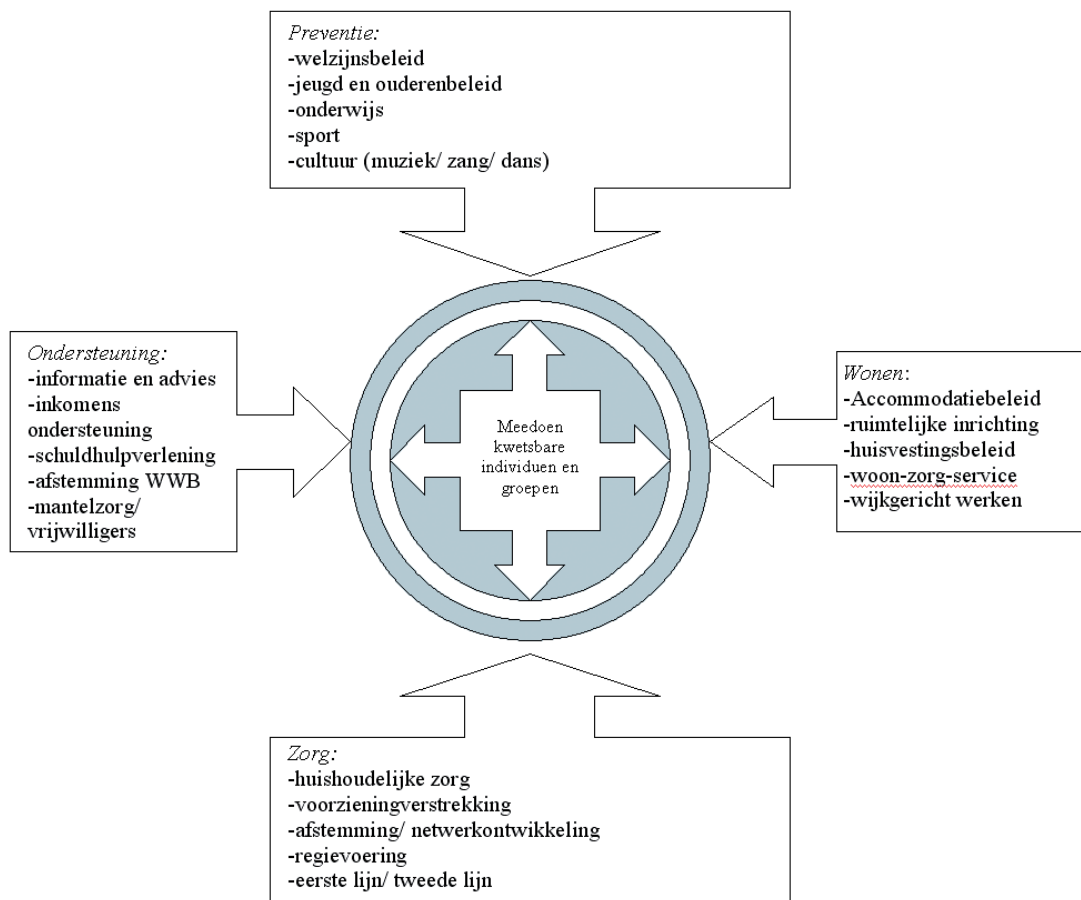 Preventie:
-welzijnsbeleid
-jeugd en ouderenbeleid
-onderwijs
-sport
-cultuur (muziek/ zang/ dans)
Ondersteuning:
-informatie en advies
-inkomens
ondersteuning
-schuldhulpverlening
-afstemming WWB
-mantelzorg/
vrijwilligers
Meedoen
kwetsbare
individuen en
groepen
Wonen:
-Accommodatiebeleid
-ruimtelijke inrichting
-huisvestingsbeleid
-woon-zorg-service
-wijkgericht werken
Zorg:
-huishoudelijke zorg
-voorzieningverstrekking
-afstemming/ netwerkontwikkeling
-regievoering
-eerste lijn/ tweede lijn